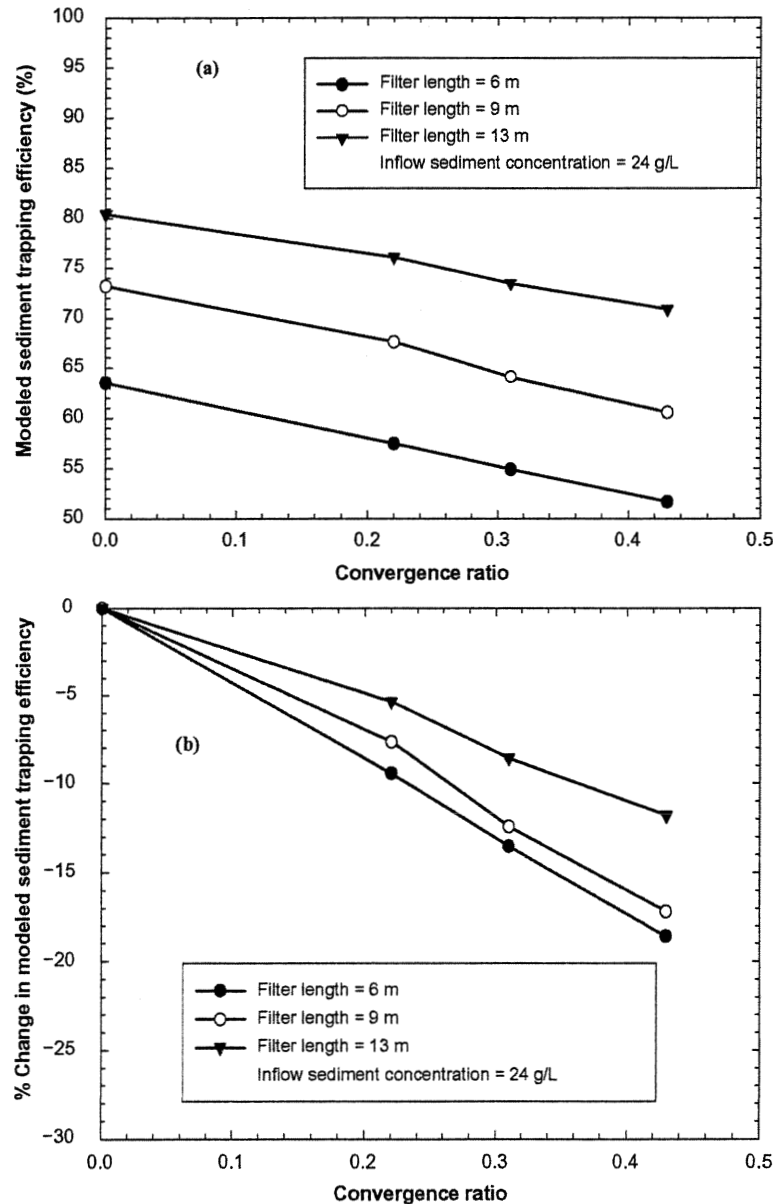 100
95
90
85
80
75
70
65
60
55
50
Modeled sediment trapping efficiency (%)
(a)
Filter length = 6 m
Filter length = 9 m
Filter length = 13 m
Inflow sediment concentration = 24 g/L
0.0 0.1 0.2 0.3 0.4 0.5
Convergence ratio
0
−5
−10
−15
−20
−25
−30
% Change in modeled sediment trapping efficiency
(b)
Filter length = 6 m
Filter length = 9 m
Filter length = 13 m
Inflow sediment concentration = 24 g/L
0.0 0.1 0.2 0.3 0.4 0.5
Convergence ratio